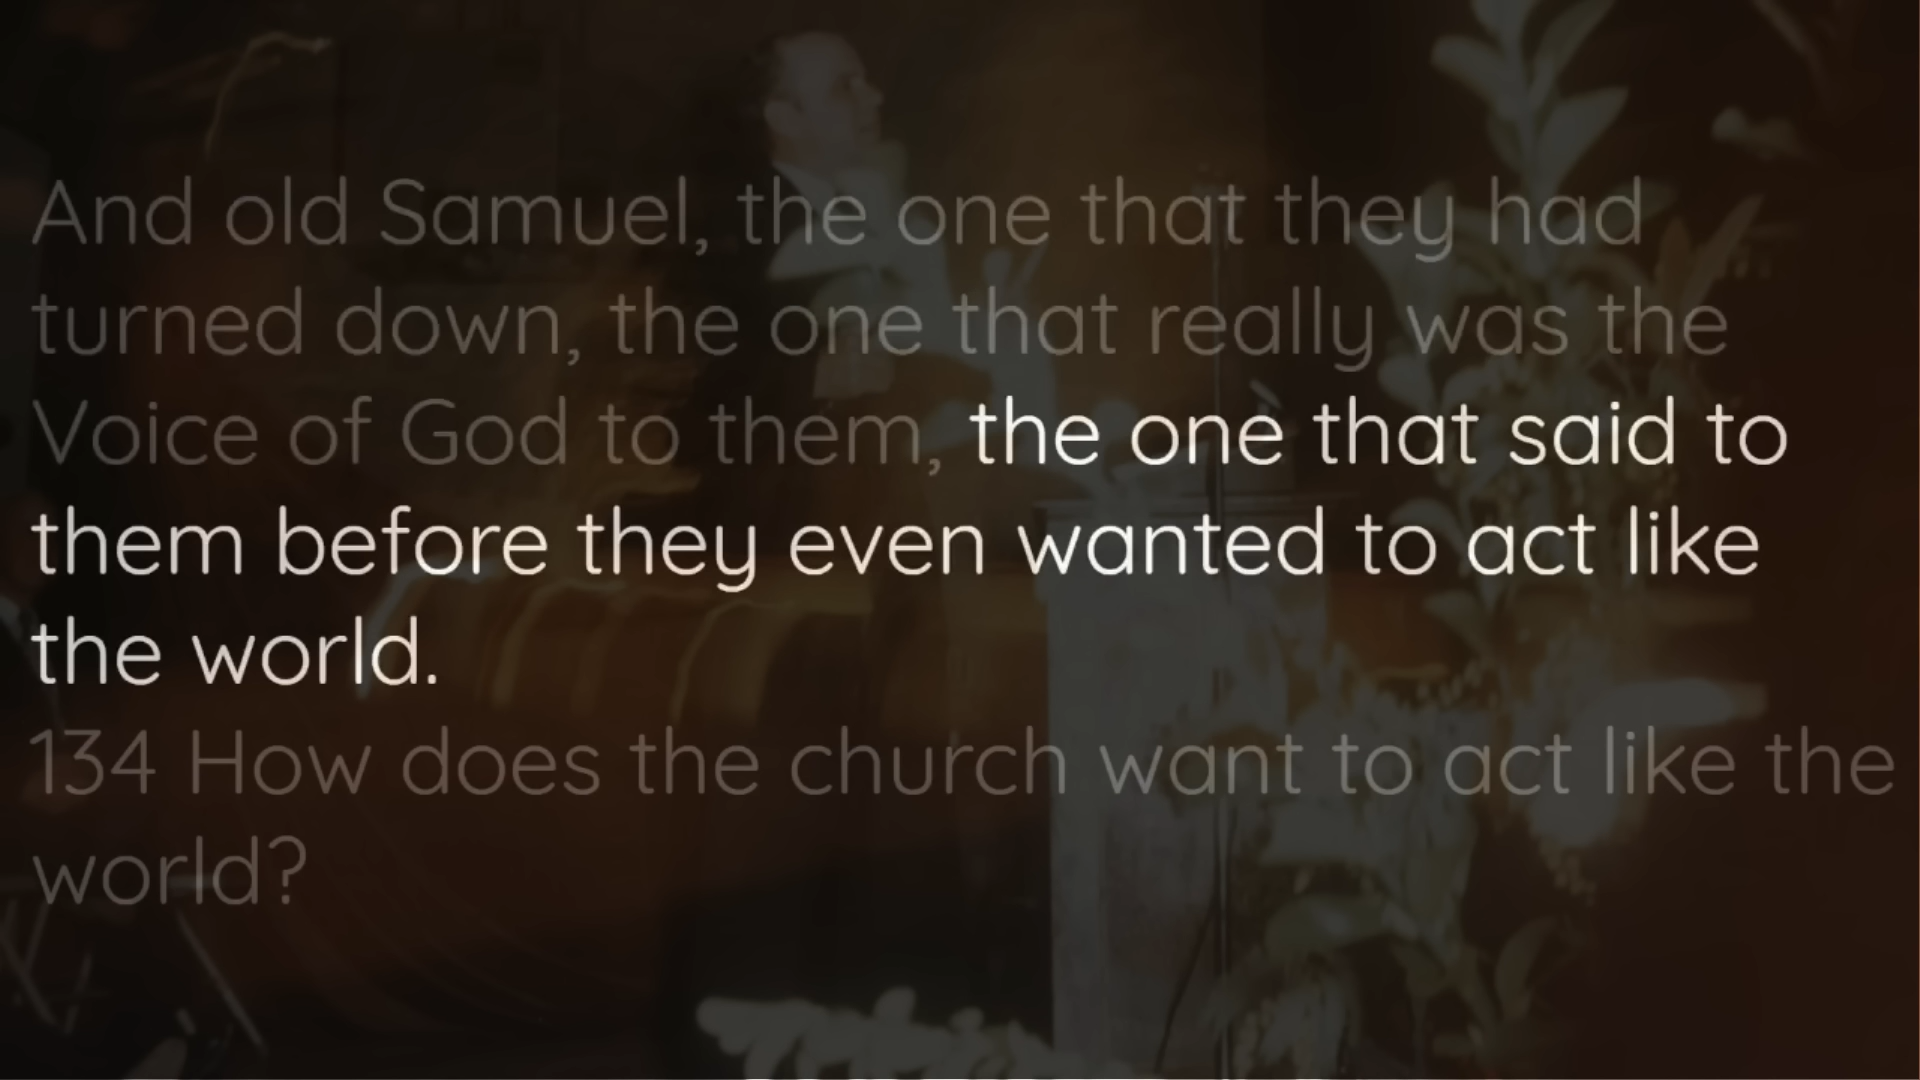 And old Samuel, the one that they had
turned down, the one that really was the
Voice of God to them, the one that said to
them before they even wanted to act like
the world.
134 How does the church want to act like the
world?